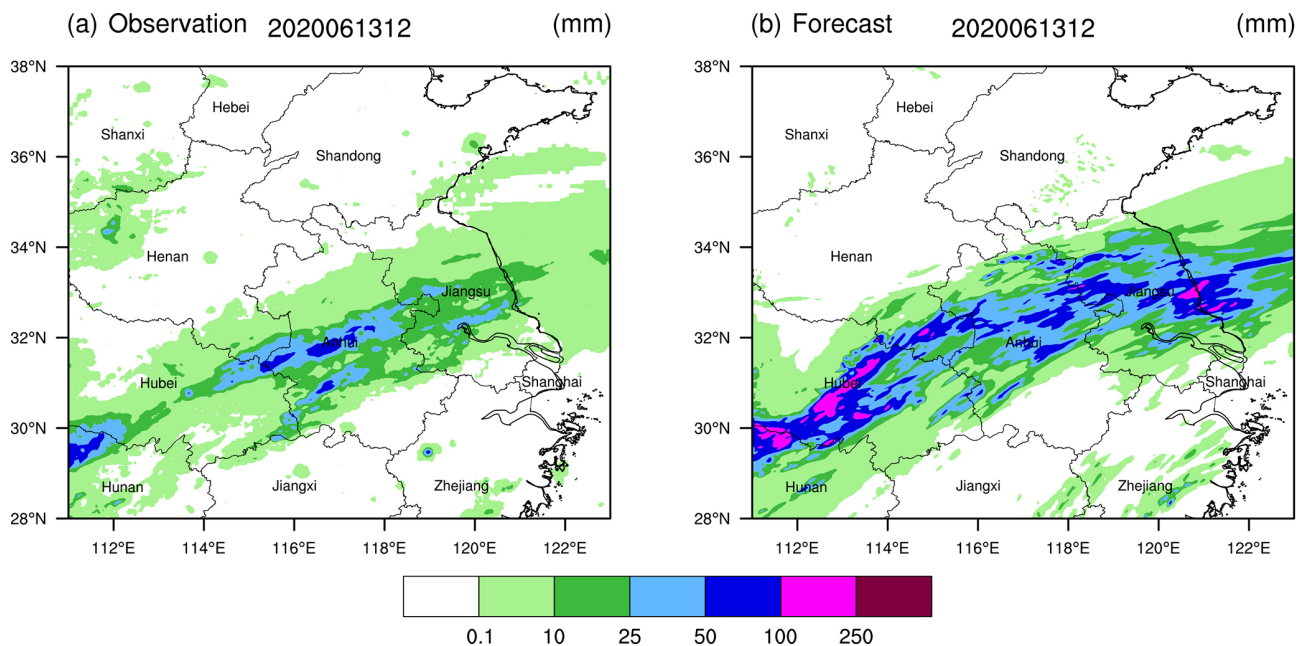 (a) Observation 2020061312 (mm)
38°N
36°N
34°N
32°N
30°N
28°N
112°E 114°E 116°E 118°E 120°E 122°E
Hebei
Shanxi
Shandong
Henan
Jiangsu
Anhui
Hubei
Shanghai
Hunan
Jiangxi
Zhejiang
(b) Forecast 2020061312 (mm)
38°N
36°N
34°N
32°N
30°N
28°N
112°E 114°E 116°E 118°E 120°E 122°E
Hebei
Shanxi
Shandong
Henan
Jiangsu
Anhui
Hubei
Shanghai
Hunan
Jiangxi
Zhejiang
0.1 10 25 50 100 250